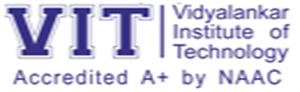 VIT
Vidyalankar
Institute of
Technology
Accredited A+ by NAAC